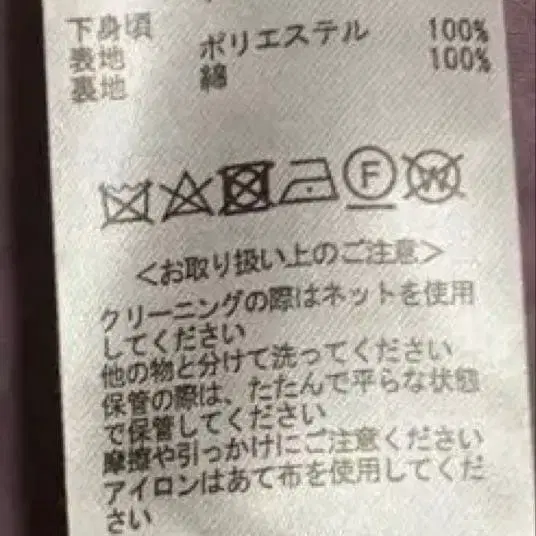 下身頃
表地 ポリエステル 100%
裏地 綿 100%
F W
<お取り扱い上のご注意>
クリーニングの際はネットを使用
してください
他の物と分けて洗ってください
保管の際は、たたんで平らな状態
で保管してください
摩擦や引っかけにご注意ください
アイロンはあて布を使用してくだ
さい